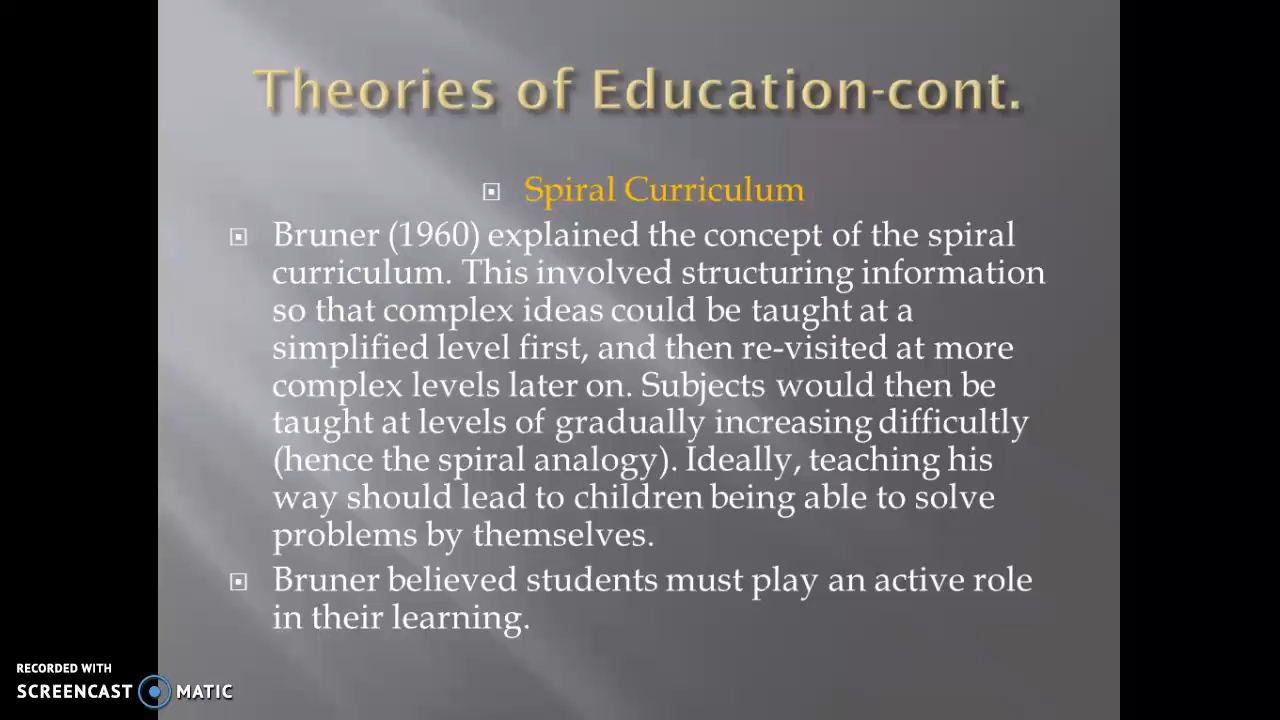 Theories of Education-cont.
Spiral Curriculum
Bruner (1960) explained the concept of the spiral
curriculum. This involved structuring information
so that complex ideas could be taught at a
simplified level first, and then re-visited at more
complex levels later on. Subjects would then be
taught at levels of gradually increasing difficultly
(hence the spiral analogy). Ideally, teaching his
way should lead to children being able to solve
problems by themselves.
Bruner believed students must play an active role
in their learning.
RECORDED WITH
SCREENCAST MATIC